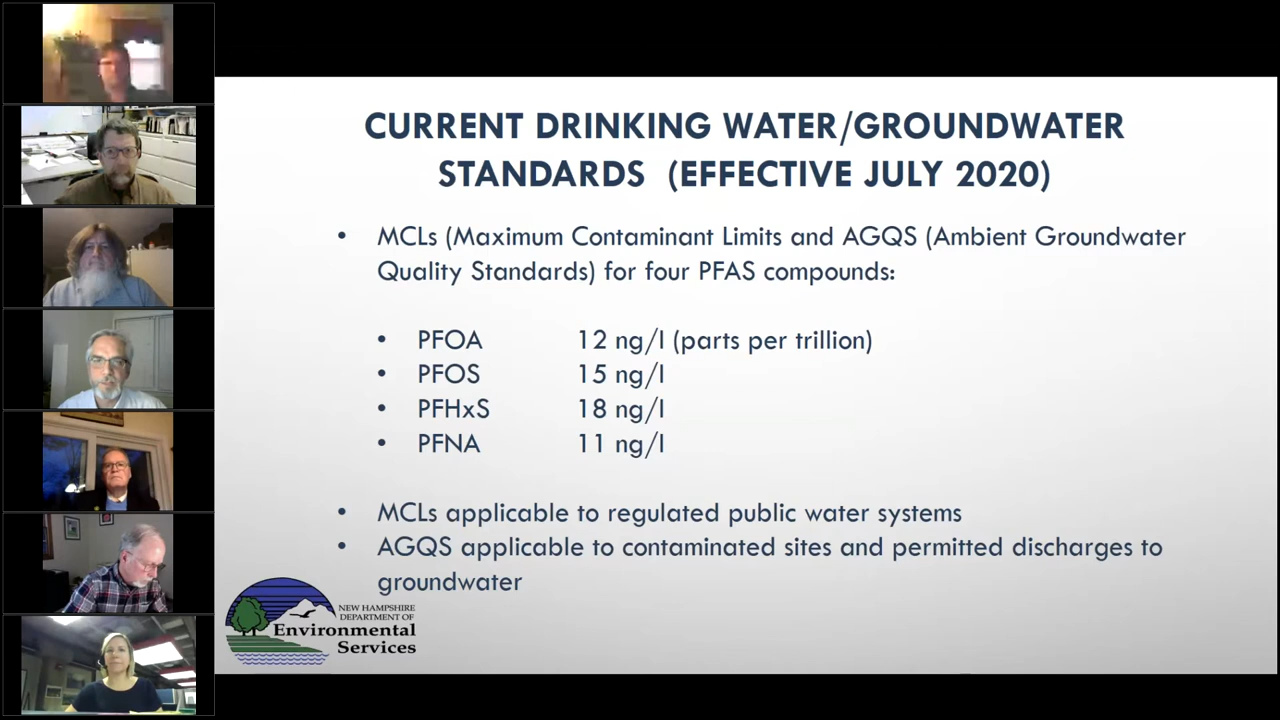 CURRENT DRINKING WATER/GROUNDWATER
STANDARDS (EFFECTIVE JULY 2020)
• MCLs (Maximum Contaminant Limits and AGQS (Ambient Groundwater
Quality Standards) for four PFAS compounds:
• PFOA 12 ng/l (parts per trillion)
• PFOS 15 ng/l
• PFHxS 18 ng/l
• PFNA 11 ng/l
• MCLs applicable to regulated public water systems
• AGQS applicable to contaminated sites and permitted discharges to
groundwater
NEW HAMPSHIRE
DEPARTMENT OF
Environmental
Services